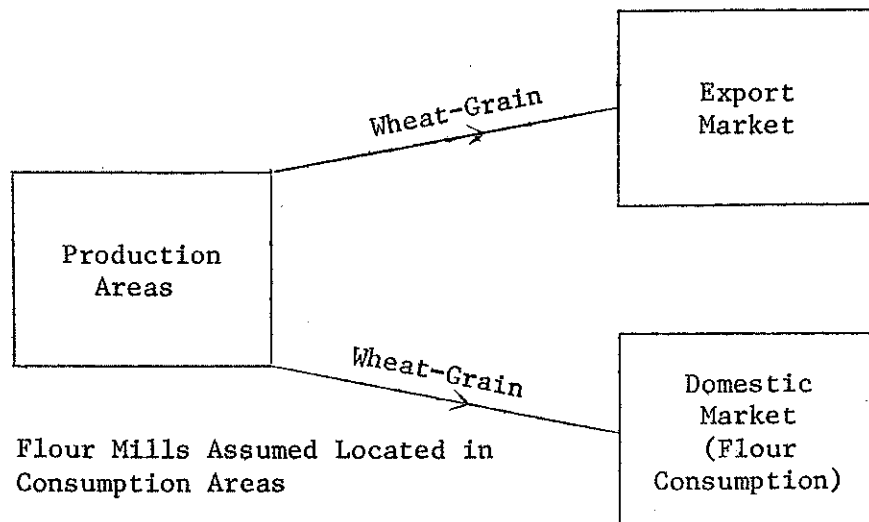 Wheat-Grain
Export
Market
Production
Areas
Wheat-Grain
Domestic
Market
(Flour
Consumption)
Flour Mills Assumed Located in
Consumption Areas